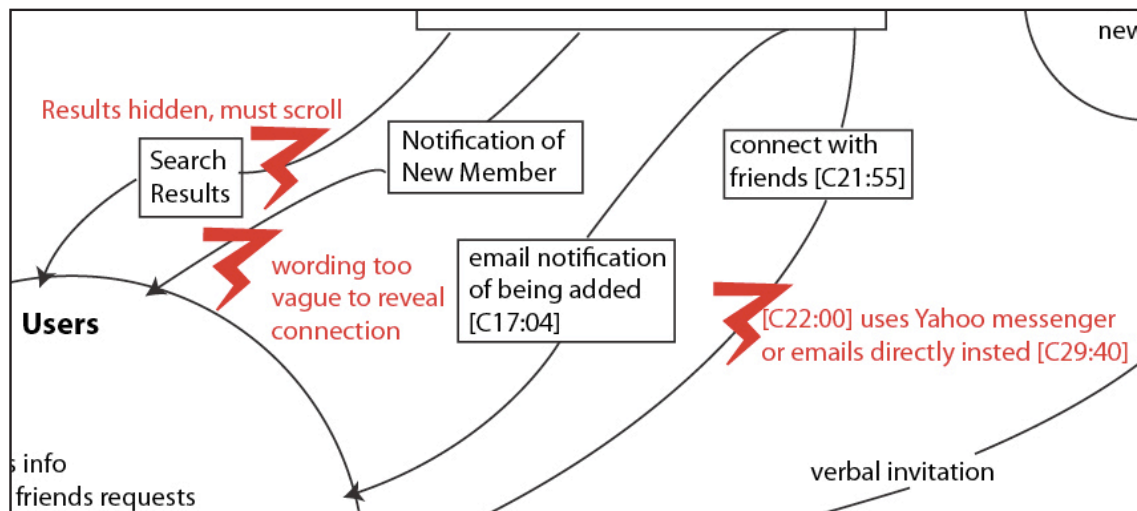 new
Results hidden, must scroll
Search
Results
Notification of
New Member
connect with
friends [C21:55]
email notification
of being added
[C17:04]
wording too
vague to reveal
connection
Users
[C22:00] uses Yahoo messenger
or emails directly insted [C29:40]
s info
friends requests
verbal invitation